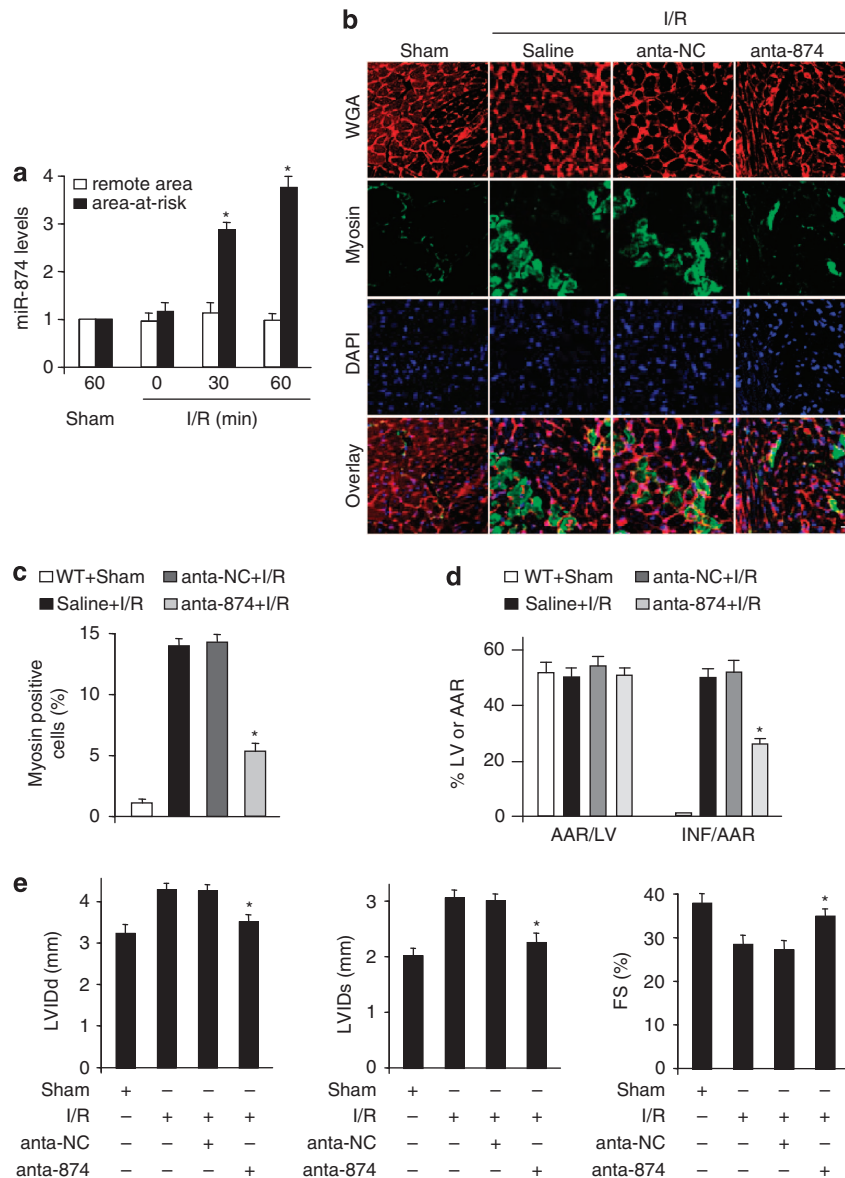 b
I/R
Sham Saline anta-NC anta-874
WGA
Myosin
DAPI
Overlay
a
miR-874 levels
4
3
2
1
0
remote area
area-at-risk
*
*
60 0 30 60
Sham I/R (min)
c
WT+Sham anta-NC+I/R
Saline+I/R anta-874+I/R
Myosin positive
cells (%)
15
10
5
0
*
d
WT+Sham anta-NC+I/R
Saline+I/R anta-874+I/R
% LV or AAR
60
40
20
0
*
AAR/LV INF/AAR
e
LVIDd (mm)
4
3
2
1
0
*
Sham + – – –
I/R – + + +
anta-NC – – + –
anta-874 – – – +
LVIDs (mm)
3
2
1
0
*
Sham + – – –
I/R – + + +
anta-NC – – + –
anta-874 – – – +
FS (%)
40
30
20
10
0
*
Sham + – – –
I/R – + + +
anta-NC – – + –
anta-874 – – – +